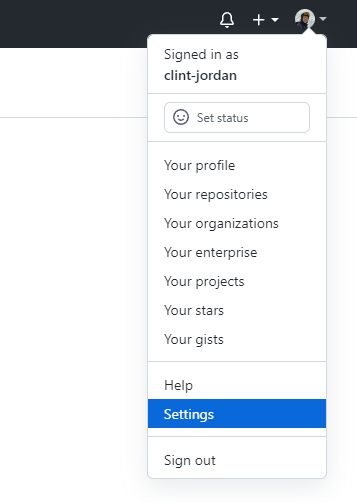 Signed in as
clint-jordan
Set status
Your profile
Your repositories
Your organizations
Your enterprise
Your projects
Your stars
Your gists
Help
Settings
Sign out